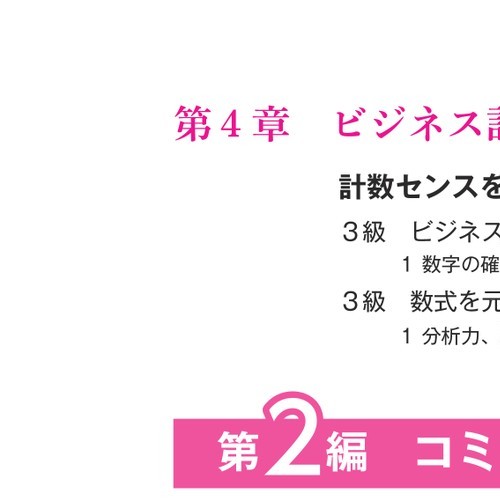 第4章　ビジネス
計数センスを
3級　ビジネス
1 数字の確
3級　数式を元
1 分析力、
第2編　コミ